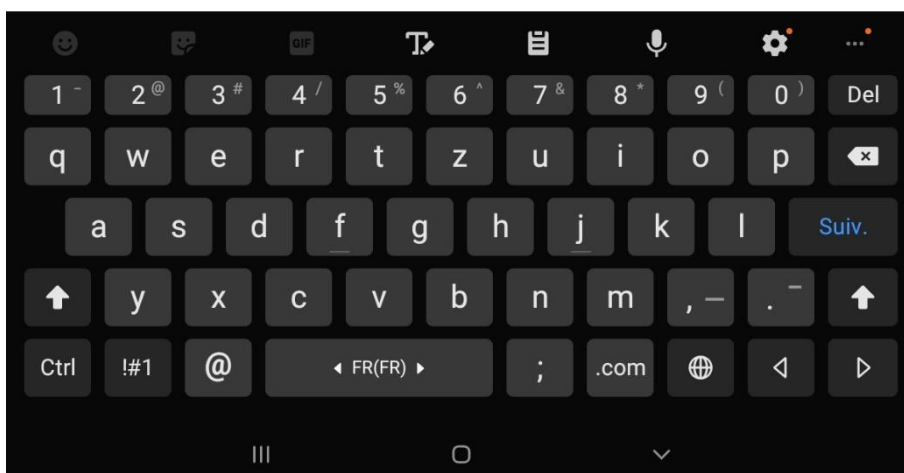 GIF T
1 - 2 @ 3 # 4 / 5 % 6 ^ 7 & 8 * 9 ( 0 ) Del
q w e r t z u i o p
a s d f g h j k l Suiv.
y x c v b n m , — . –
Ctrl !#1 @ FR(FR) ; .com